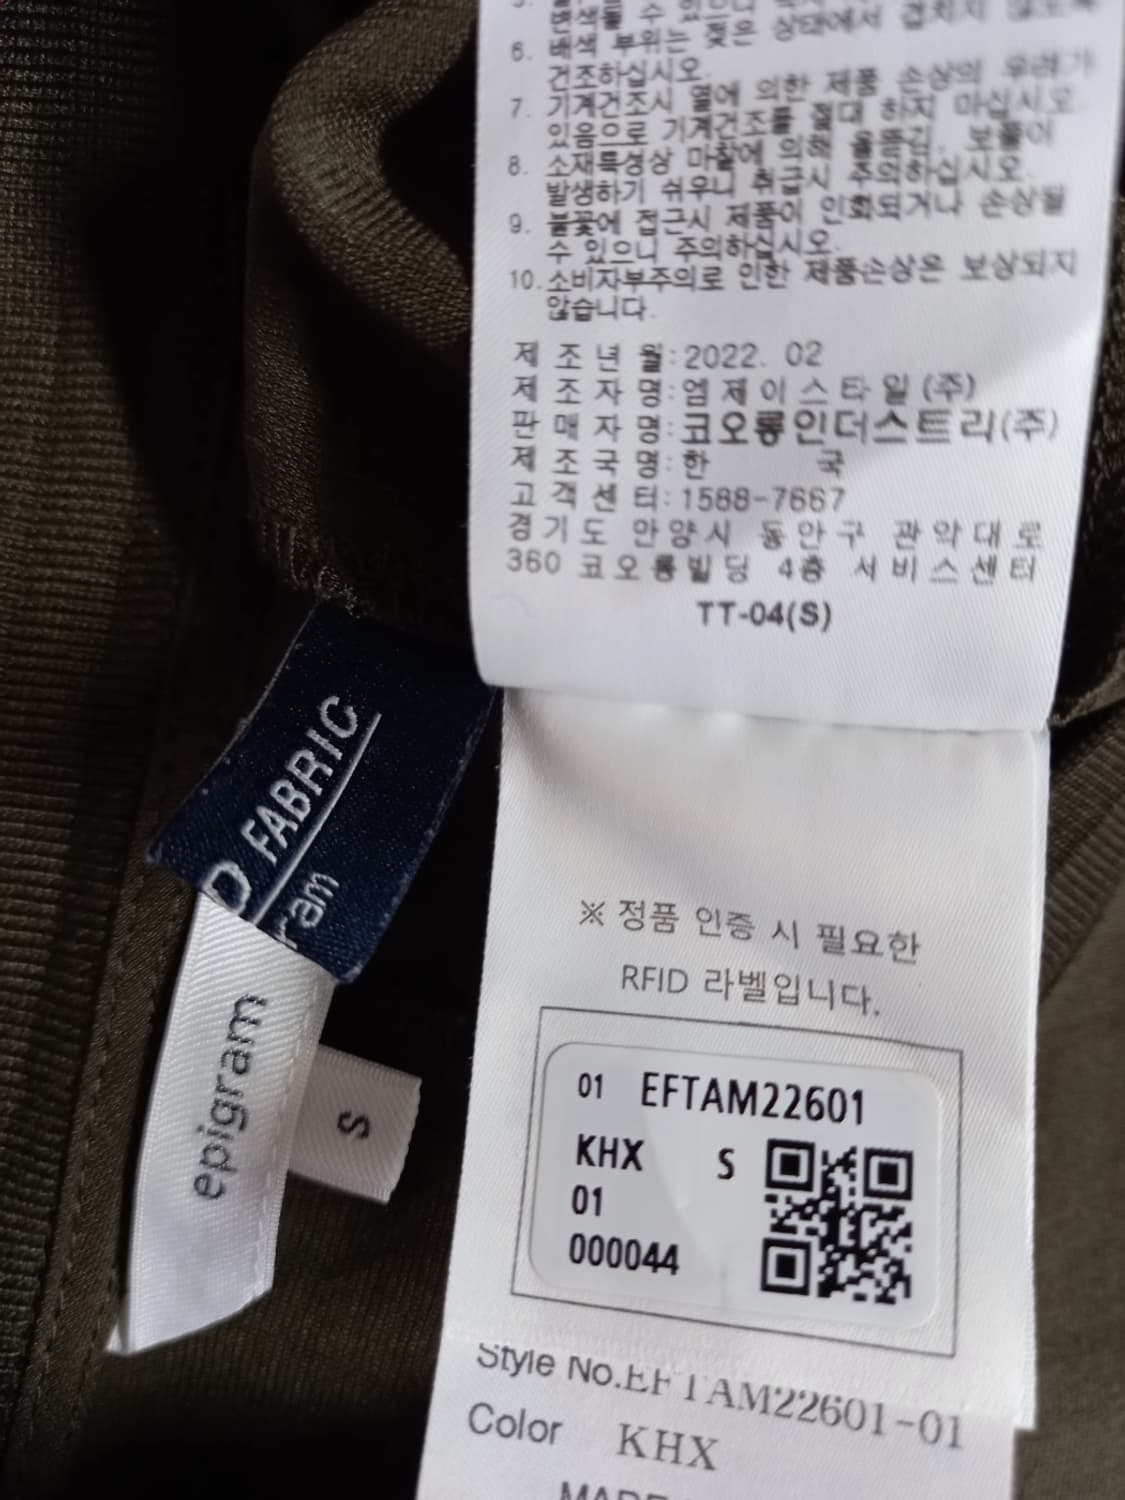 6. 배색 부위는 젖은 상태에서 겹치지 않도록
건조하십시오.
7. 기계건조시 열에 의한 제품 손상의 우려가
있음으로 기계건조를 절대 하지 마십시오.
8. 소재특성상 마찰에 의해 올뜯김, 보풀이
발생하기 쉬우니 취급시 주의하십시오.
9. 불꽃에 접근시 제품이 인화되거나 손상될
수 있으니 주의하십시오.
10. 소비자부주의로 인한 제품손상은 보상되지
않습니다.
제 조 년 월: 2022. 02
제 조 자 명: 엠제이스타일(주)
판 매 자 명: 코오롱인더스트리(주)
제 조 국 명: 한 국
고 객 센 터: 1588-7667
경기도 안양시 동안구 관악대로
360 코오롱빌딩 4층 서비스센터
TT-04(S)
D FABRIC
ram
epigram
S
※ 정품 인증 시 필요한
RFID 라벨입니다.
01 EFTAM22601
KHX S
01
000044
Style No.EFTAM22601-01
Color KHX
MADE